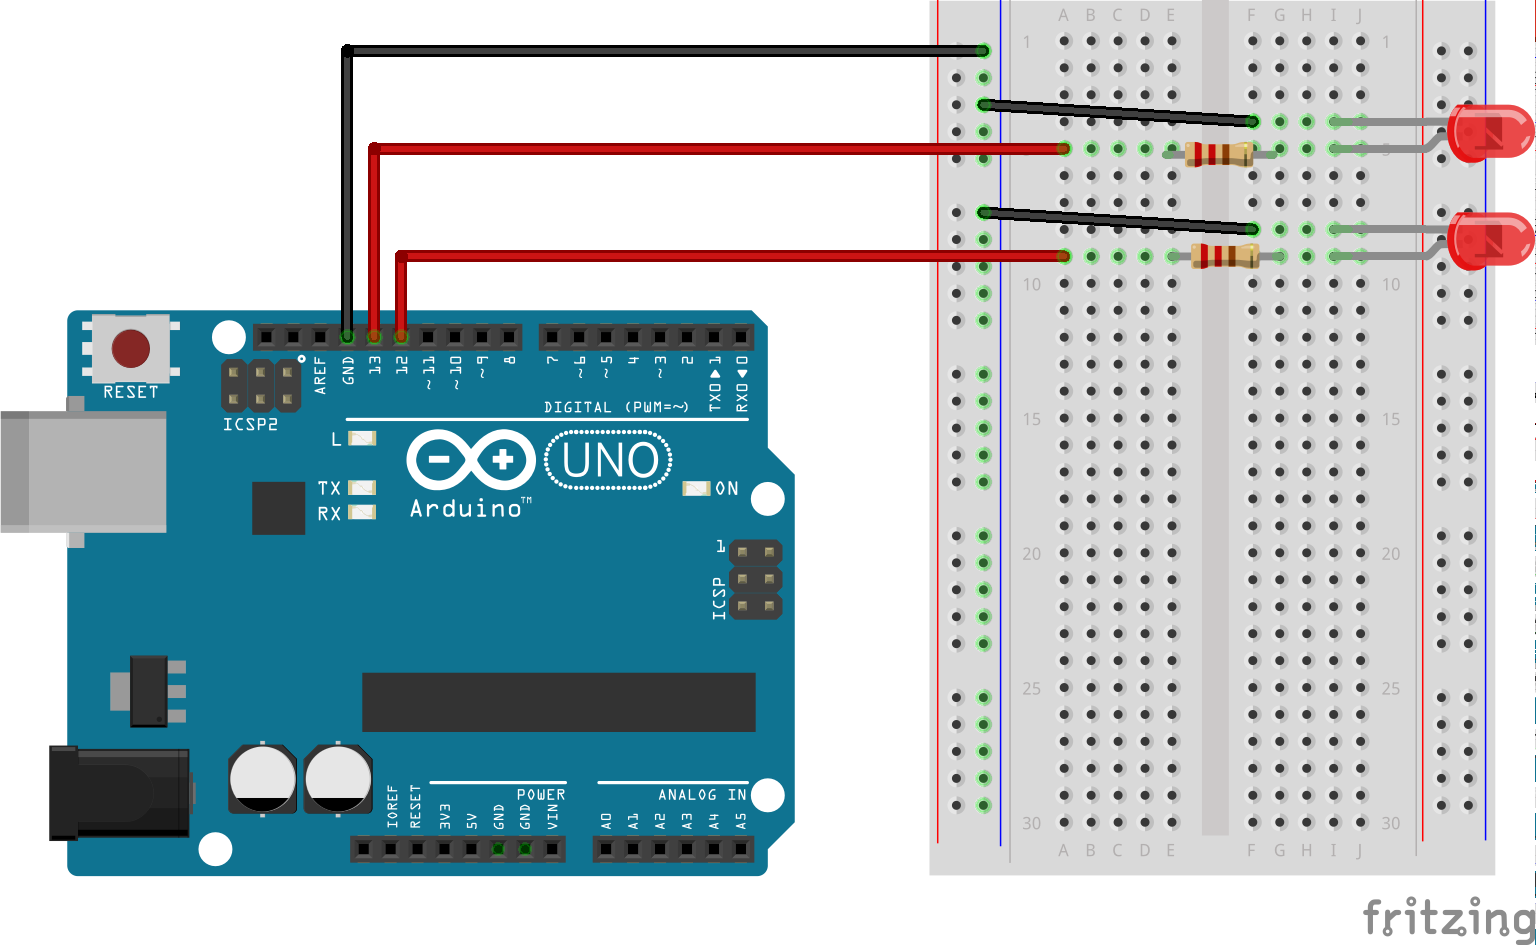 A B C D E F G H I J
1 1
5
10 10
15 15
20 20
25 25
30 30
A B C D E F G H I J
RESET
ICSP2
AREF
GND
13
12
~11
~10
~9
8
7
~6
~5
4
~3
2
TX0▶1
RX0◀0
DIGITAL (PWM=~)
L
TX
RX
UNO
Arduino™
ON
1
ICSP
IOREF
RESET
3V3
5V
GND
GND
VIN
POWER
A0
A1
A2
A3
A4
A5
ANALOG IN
fritzing